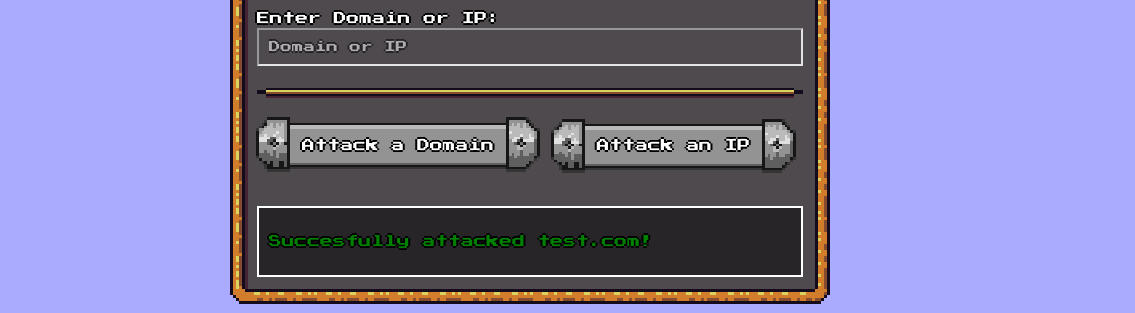 Enter Domain or IP:
Domain or IP
Attack a Domain Attack an IP
Succesfully attacked test.com!